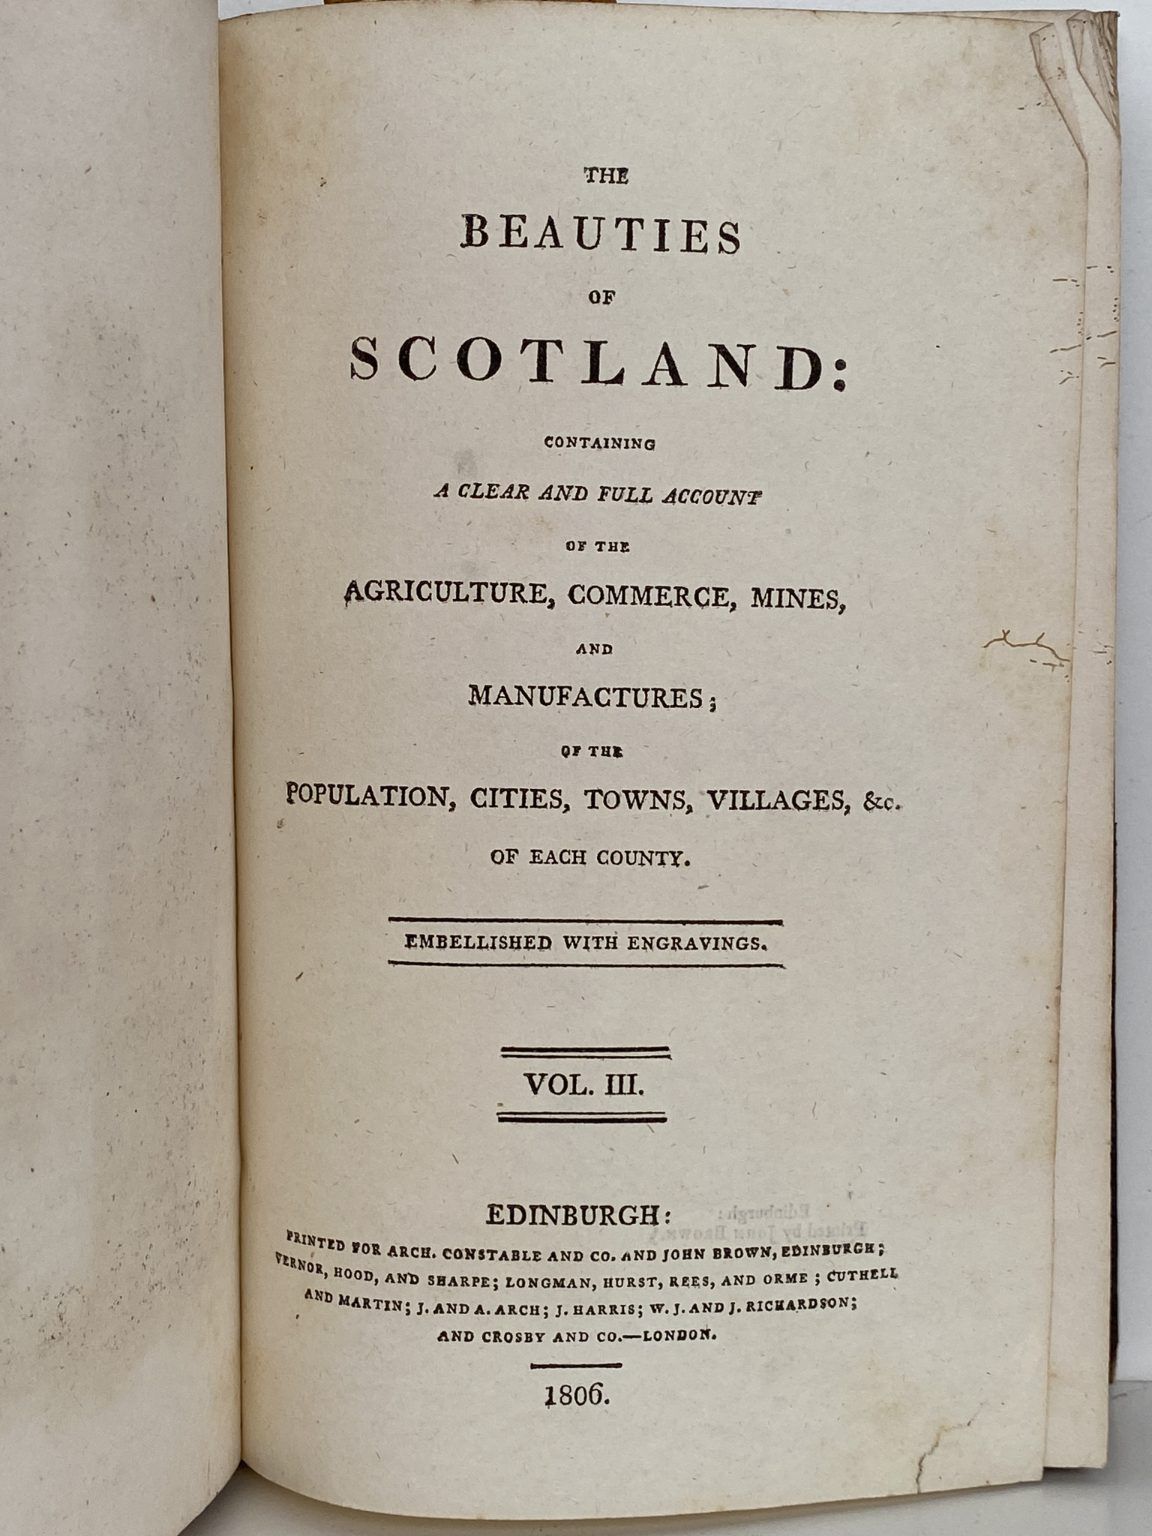 THE
BEAUTIES
OF
SCOTLAND:
CONTAINING
A CLEAR AND FULL ACCOUNT
OF THE
AGRICULTURE, COMMERCE, MINES,
AND
MANUFACTURES;
OF THE
POPULATION, CITIES, TOWNS, VILLAGES, &c.
OF EACH COUNTY.
EMBELLISHED WITH ENGRAVINGS.
VOL. III.
EDINBURGH:
PRINTED FOR ARCH. CONSTABLE AND CO. AND JOHN BROWN, EDINBURGH;
VERNOR, HOOD, AND SHARPE; LONGMAN, HURST, REES, AND ORME; CUTHELL
AND MARTIN; J. AND A. ARCH; J. HARRIS; W. J. AND J. RICHARDSON;
AND CROSBY AND CO.—LONDON.
1806.